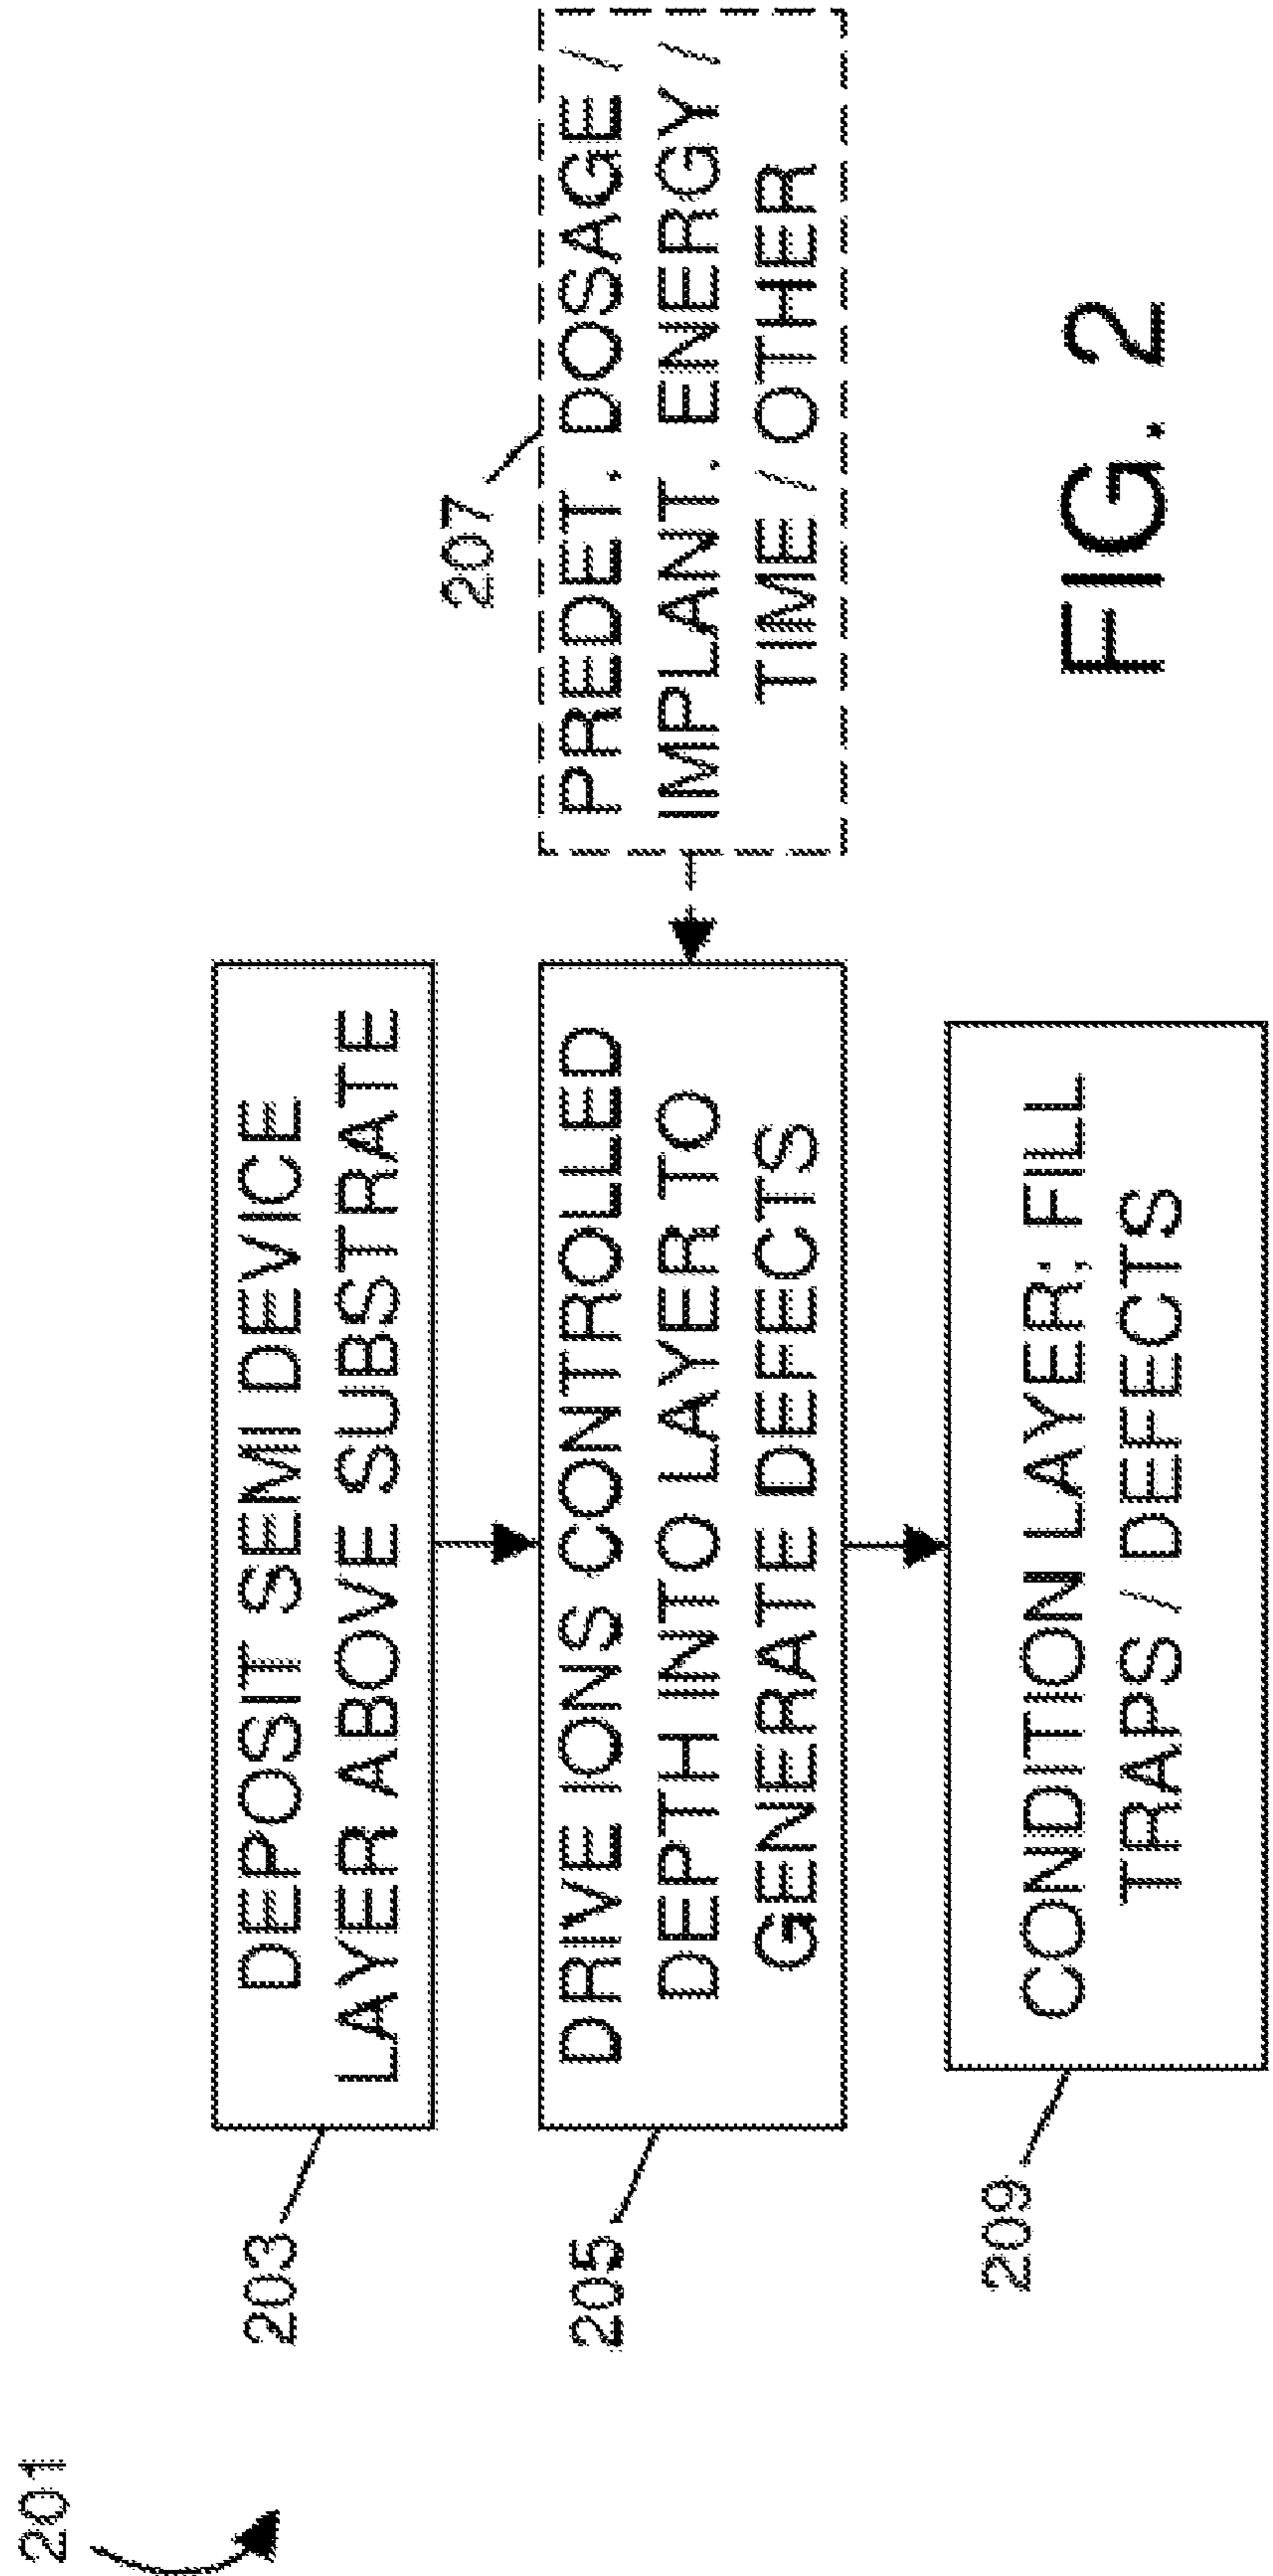 201
203
DEPOSIT SEMI DEVICE
LAYER ABOVE SUBSTRATE
205
DRIVE IONS CONTROLLED
DEPTH INTO LAYER TO
GENERATE DEFECTS
207
PREDET. DOSAGE /
IMPLANT. ENERGY /
TIME / OTHER
209
CONDITION LAYER; FILL
TRAPS / DEFECTS
FIG. 2